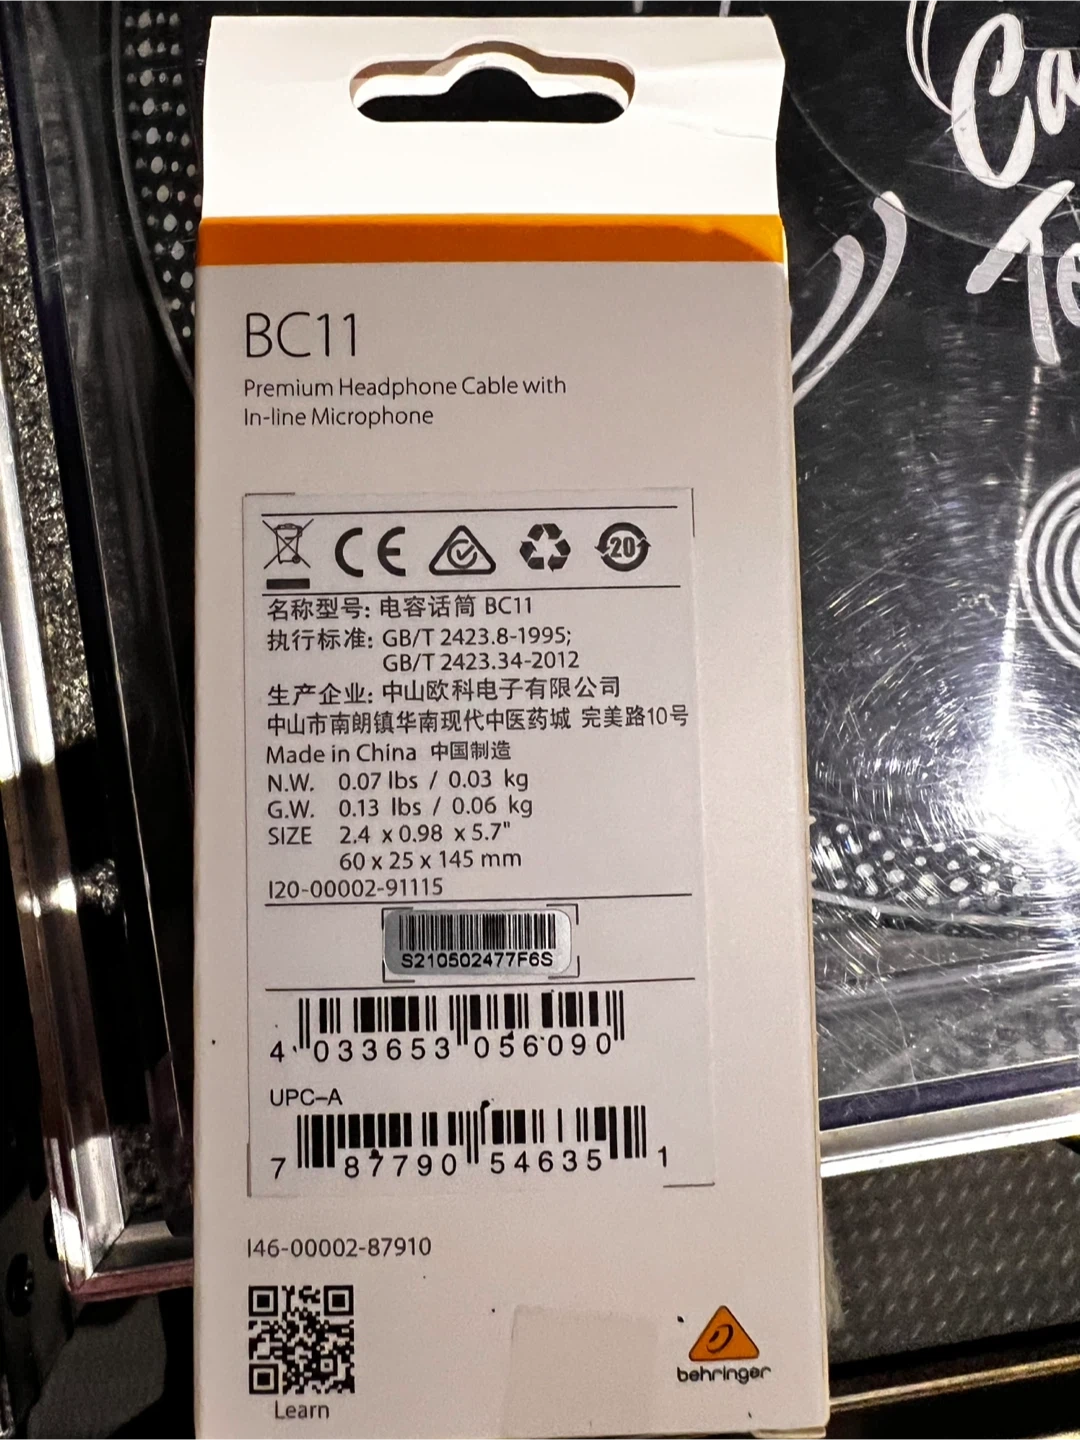 BC11
Premium Headphone Cable with
In-line Microphone
CE
20
名称型号: 电容话筒 BC11
执行标准: GB/T 2423.8-1995;
GB/T 2423.34-2012
生产企业: 中山欧科电子有限公司
中山市南朗镇华南现代中医药城 完美路10号
Made in China 中国制造
N.W. 0.07 lbs / 0.03 kg
G.W. 0.13 lbs / 0.06 kg
SIZE 2.4 x 0.98 x 5.7"
60 x 25 x 145 mm
I20-00002-91115
S210502477F6S
4 033653 056090
UPC-A
7 87790 54635 1
I46-00002-87910
Learn
behringer